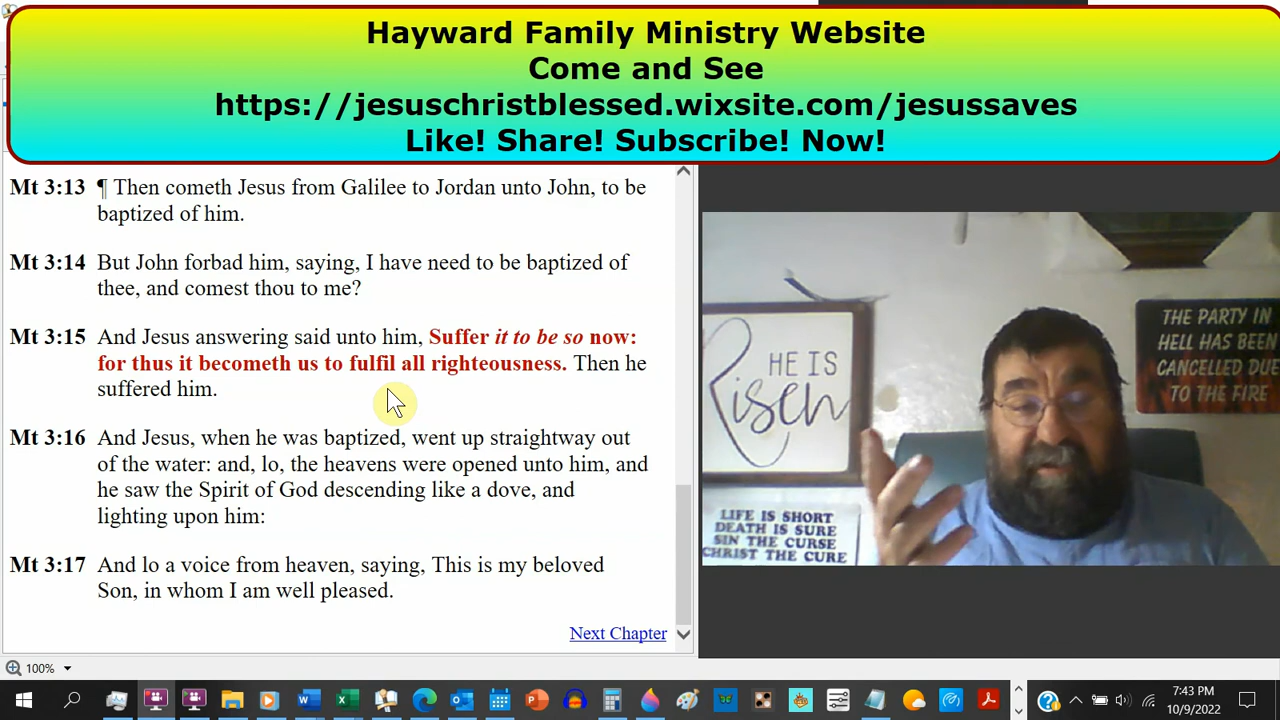 Hayward Family Ministry Website
Come and See
https://jesuschristblessed.wixsite.com/jesussaves
Like! Share! Subscribe! Now!
Mt 3:13 ¶ Then cometh Jesus from Galilee to Jordan unto John, to be
baptized of him.
Mt 3:14 But John forbad him, saying, I have need to be baptized of
thee, and comest thou to me?
Mt 3:15 And Jesus answering said unto him, Suffer it to be so now:
for thus it becometh us to fulfil all righteousness. Then he
suffered him.
Mt 3:16 And Jesus, when he was baptized, went up straightway out
of the water: and, lo, the heavens were opened unto him, and
he saw the Spirit of God descending like a dove, and
lighting upon him:
Mt 3:17 And lo a voice from heaven, saying, This is my beloved
Son, in whom I am well pleased.
Next Chapter
HE IS
Risen
LIFE IS SHORT
DEATH IS SURE
SIN THE CURSE
CHRIST THE CURE
THE PARTY IN
HELL HAS BEEN
CANCELLED DUE
TO THE FIRE
100%
7:43 PM
10/9/2022